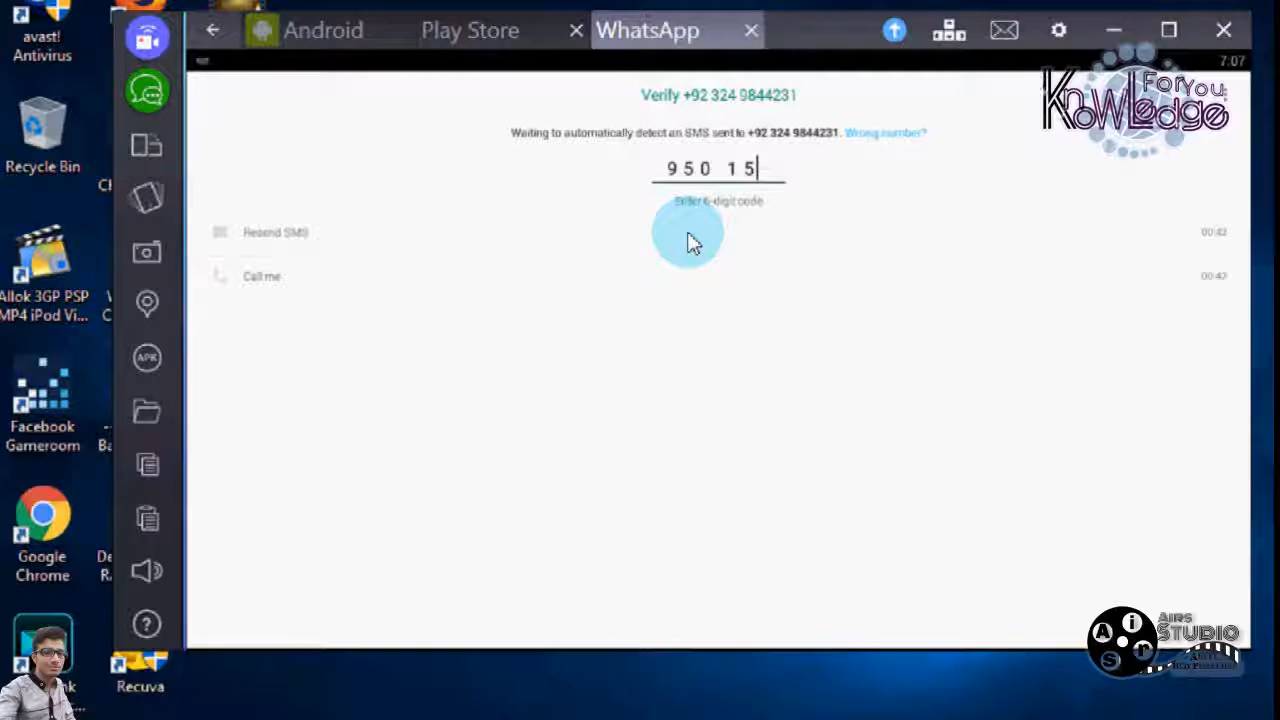 avast!
Antivirus
Recycle Bin
Allok 3GP PSP
MP4 iPod Vi...
Facebook
Gameroom
Google
Chrome
Recuva
APK
?
Android
Play Store
WhatsApp
7:07
KnowLedge
ForYou
Verify +92 324 9844231
Waiting to automatically detect an SMS sent to +92 324 9844231. Wrong number?
950 15
Enter 6-digit code
Resend SMS 00:42
Call me 00:42
AiRS
STUDIO